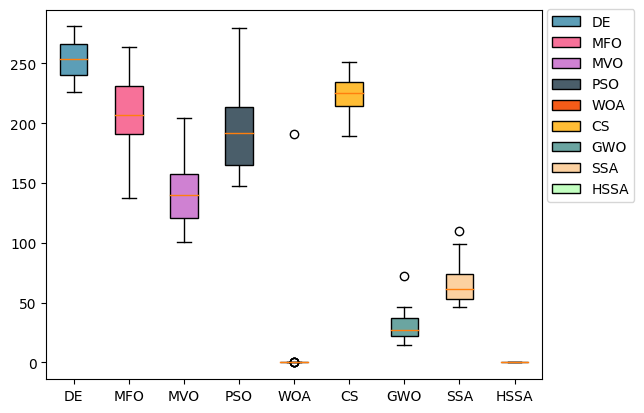 250
200
150
100
50
0
DE MFO MVO PSO WOA CS GWO SSA HSSA
DE
MFO
MVO
PSO
WOA
CS
GWO
SSA
HSSA